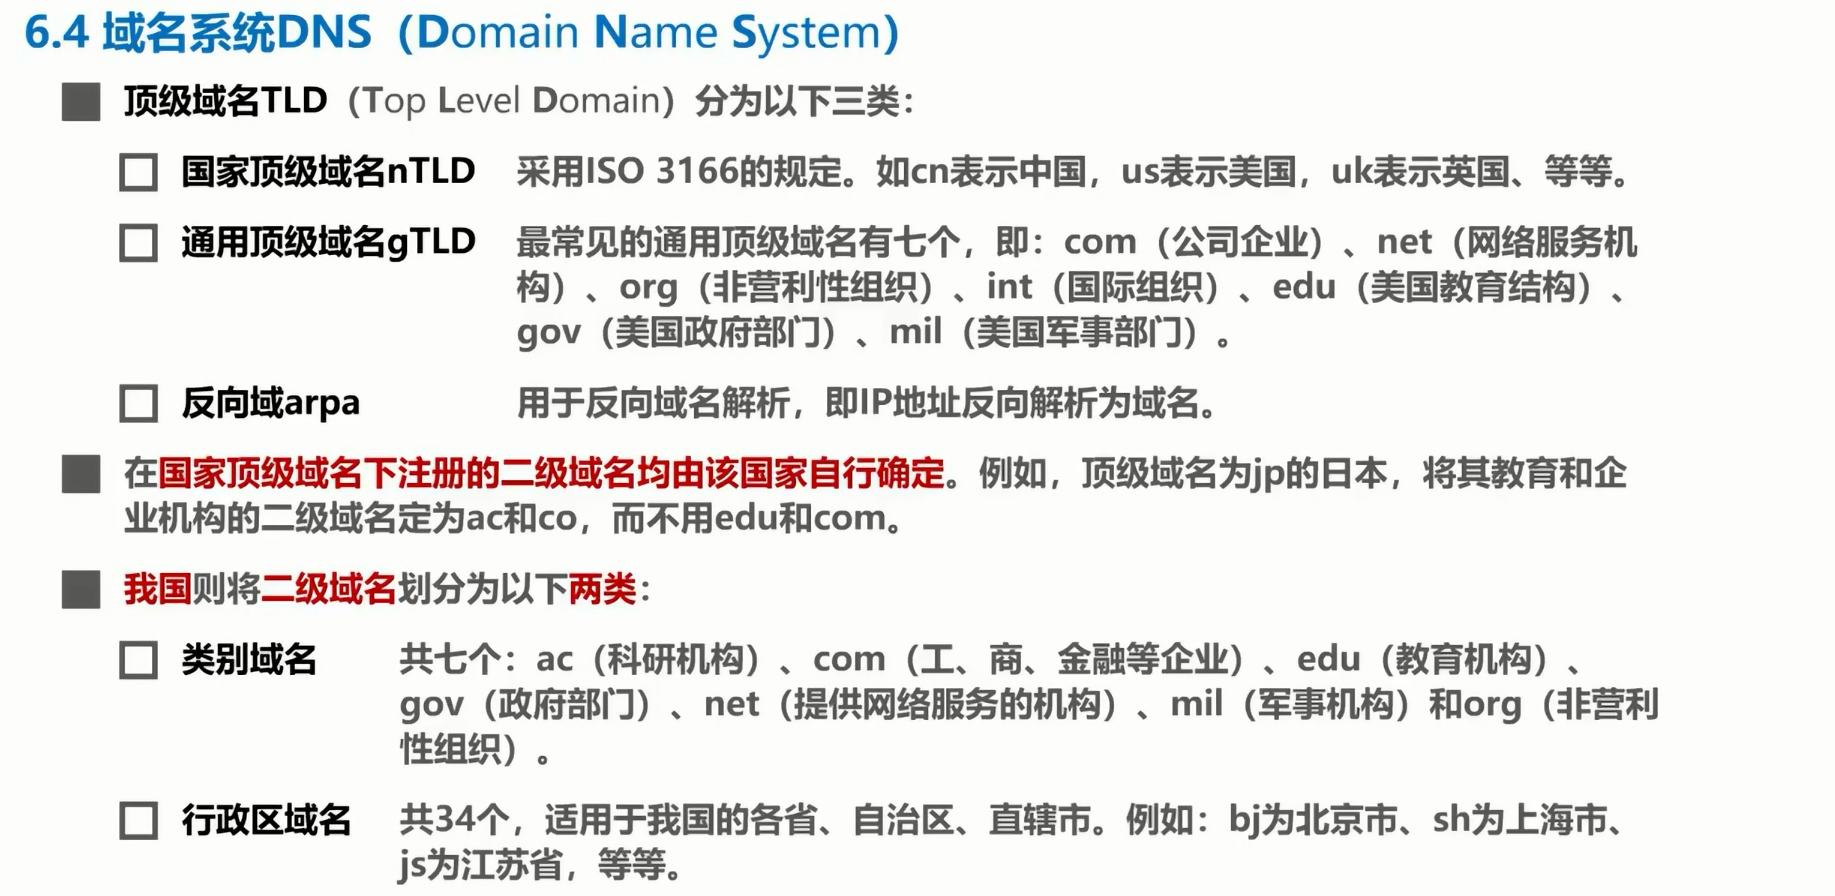 6.4 域名系统DNS（Domain Name System）
顶级域名TLD（Top Level Domain）分为以下三类：
国家顶级域名nTLD 采用ISO 3166的规定。如cn表示中国，us表示美国，uk表示英国、等等。
通用顶级域名gTLD 最常见的通用顶级域名有七个，即：com（公司企业）、net（网络服务机
构）、org（非营利性组织）、int（国际组织）、edu（美国教育结构）、
gov（美国政府部门）、mil（美国军事部门）。
反向域arpa 用于反向域名解析，即IP地址反向解析为域名。
在国家顶级域名下注册的二级域名均由该国家自行确定。例如，顶级域名为jp的日本，将其教育和企
业机构的二级域名定为ac和co，而不用edu和com。
我国则将二级域名划分为以下两类：
类别域名 共七个：ac（科研机构）、com（工、商、金融等企业）、edu（教育机构）、
gov（政府部门）、net（提供网络服务的机构）、mil（军事机构）和org（非营利
性组织）。
行政区域名 共34个，适用于我国的各省、自治区、直辖市。例如：bj为北京市、sh为上海市、
js为江苏省，等等。